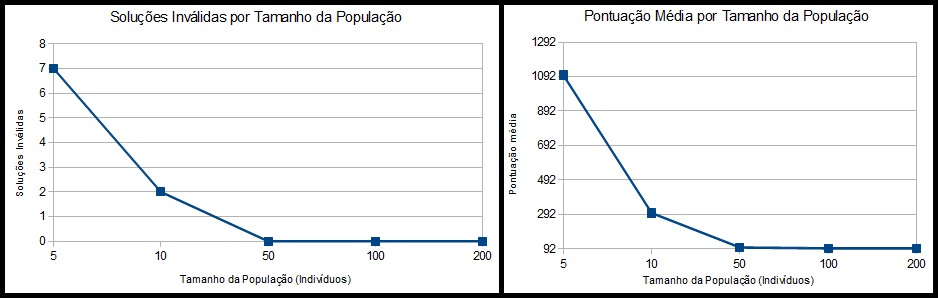 Soluções Inválidas por Tamanho da População
8
7
6
5
4
3
2
1
0
Soluções Inválidas
5 10 50 100 200
Tamanho da População (Indivíduos)
Pontuação Média por Tamanho da População
1292
1092
892
692
492
292
92
Pontuação média
5 10 50 100 200
Tamanho da População (Indivíduos)